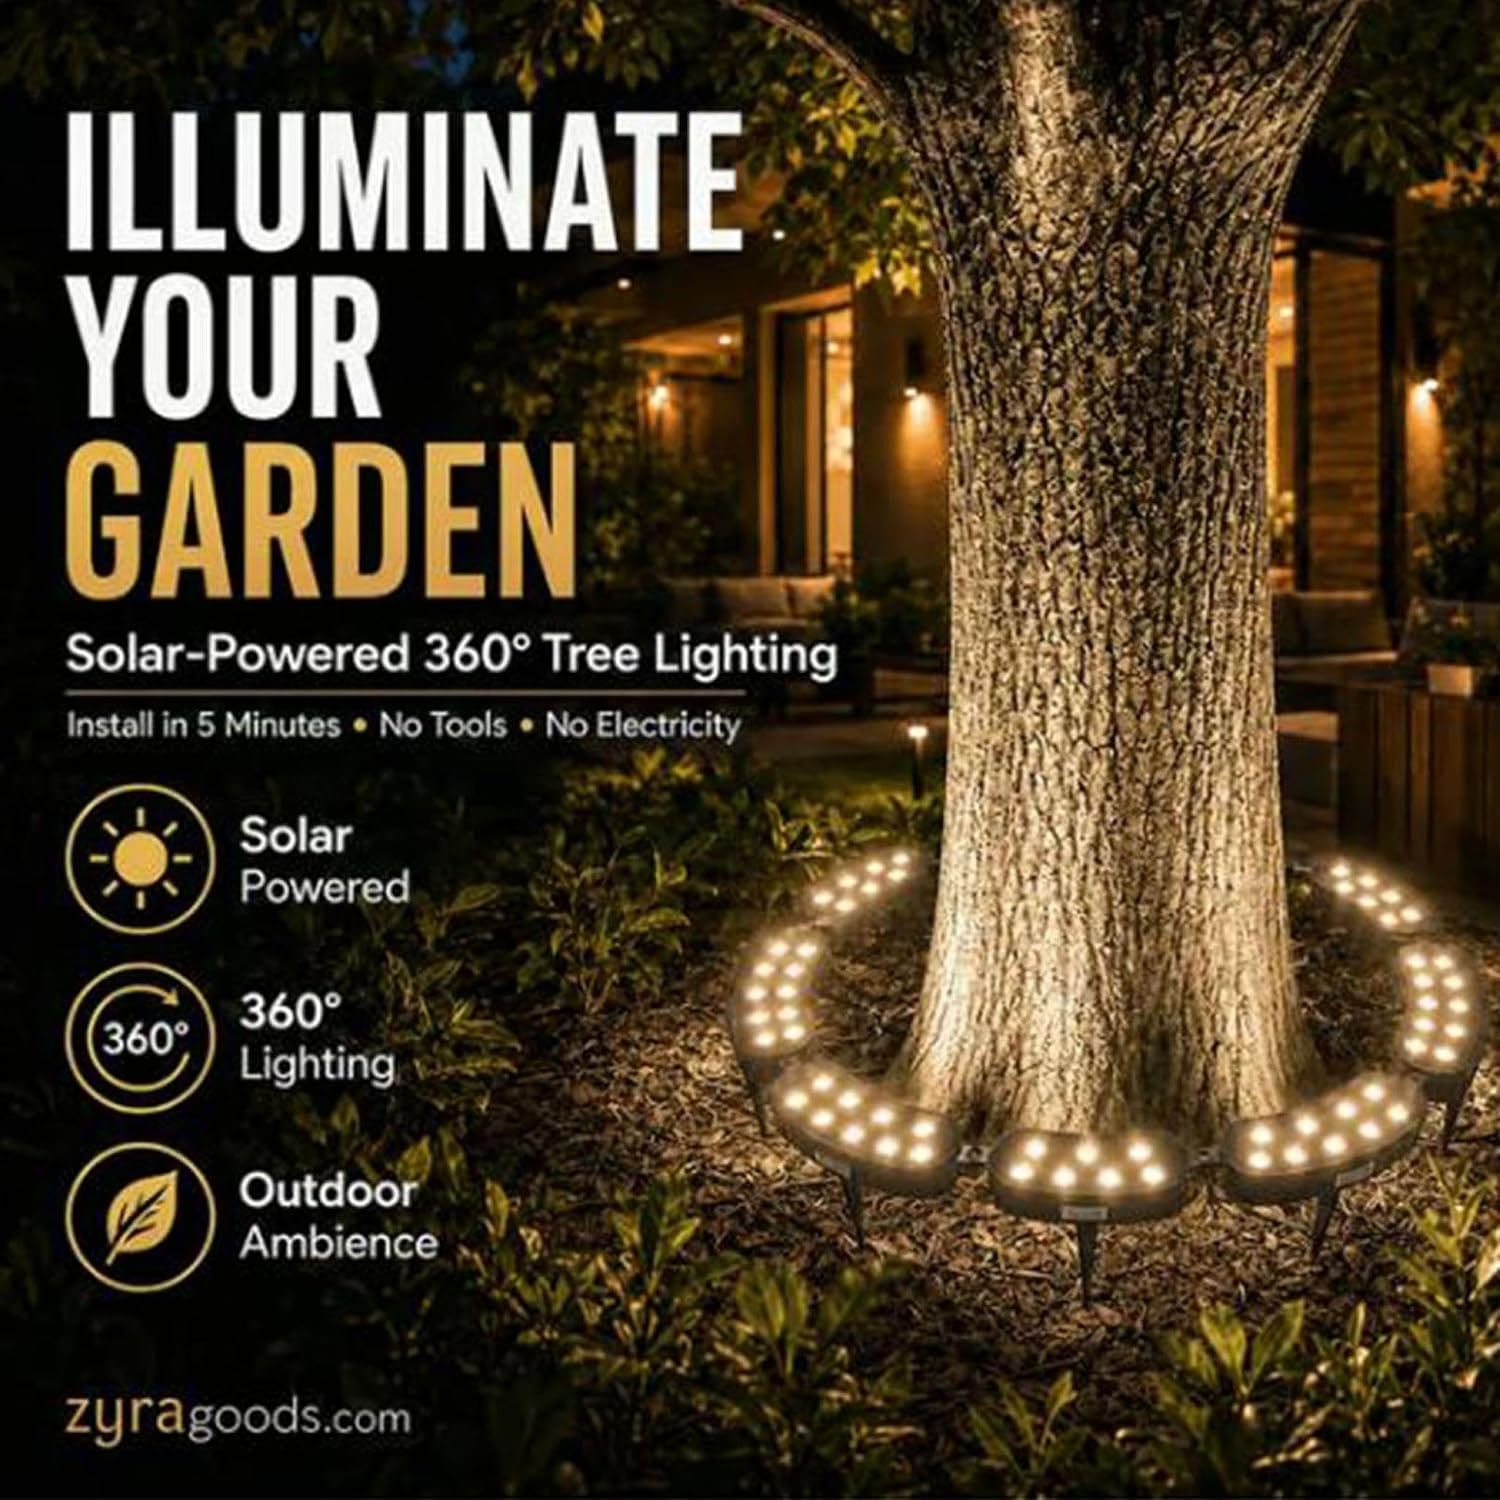 ILLUMINATE
YOUR
GARDEN
Solar-Powered 360° Tree Lighting
Install in 5 Minutes • No Tools • No Electricity
Solar
Powered
360°
360°
Lighting
Outdoor
Ambience
zyragoods.com